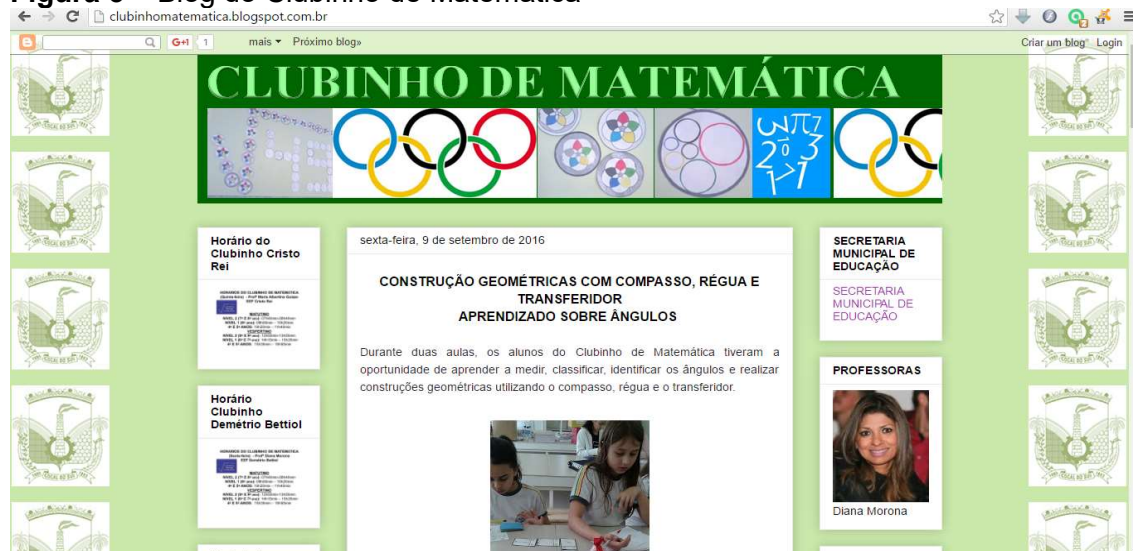 Figura 3 – Blog do Clubinho de Matemática
clubinhomatematica.blogspot.com.br
G+1 1 mais Próximo blog»
Criar um blog Login
CLUBINHO DE MATEMÁTICA
Horário do
Clubinho Cristo
Rei
Horário
Clubinho
Demétrio Bettiol
sexta-feira, 9 de setembro de 2016
CONSTRUÇÃO GEOMÉTRICAS COM COMPASSO, RÉGUA E
TRANSFERIDOR
APRENDIZADO SOBRE ÂNGULOS
Durante duas aulas, os alunos do Clubinho de Matemática tiveram a
oportunidade de aprender a medir, classificar, identificar os ângulos e realizar
construções geométricas utilizando o compasso, régua e o transferidor.
SECRETARIA
MUNICIPAL DE
EDUCAÇÃO
SECRETARIA
MUNICIPAL DE
EDUCAÇÃO
PROFESSORAS
Diana Morona